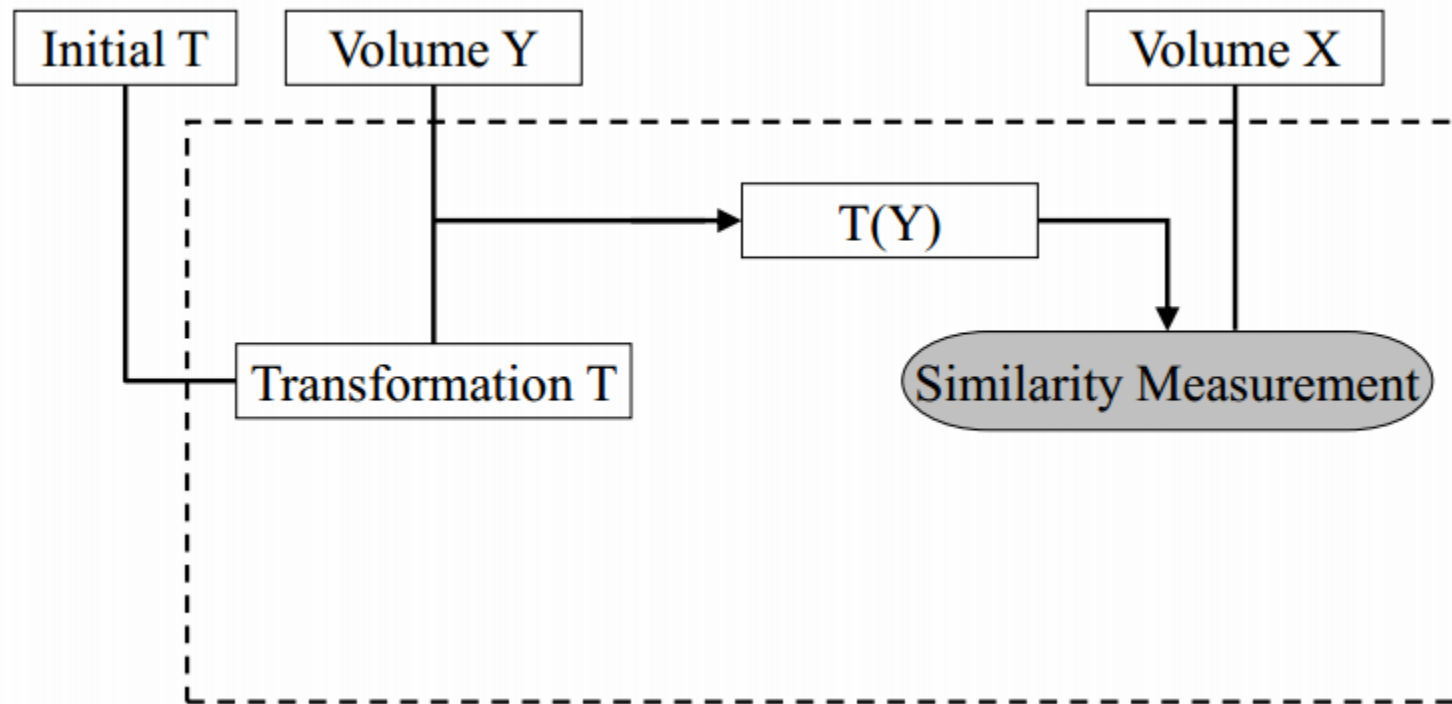 Initial T
Volume Y
Volume X
T(Y)
Transformation T
Similarity Measurement